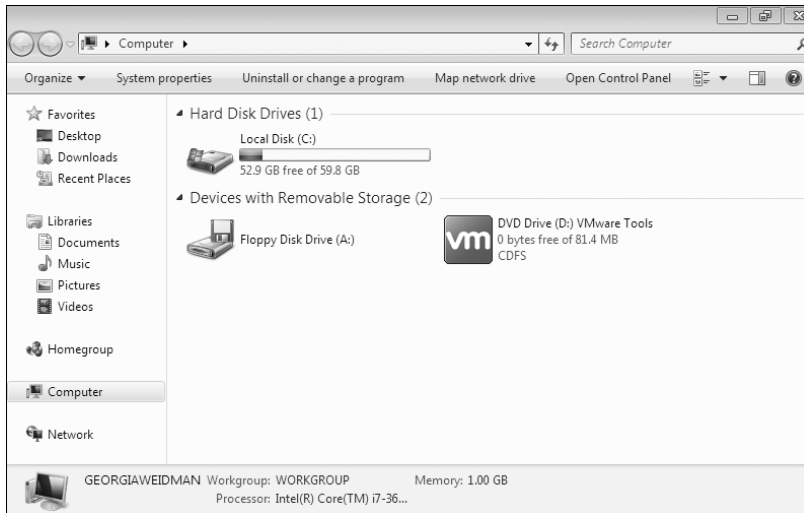 Computer
Search Computer
Organize
System properties
Uninstall or change a program
Map network drive
Open Control Panel
Favorites
Desktop
Downloads
Recent Places
Libraries
Documents
Music
Pictures
Videos
Homegroup
Computer
Network
Hard Disk Drives (1)
Local Disk (C:)
52.9 GB free of 59.8 GB
Devices with Removable Storage (2)
Floppy Disk Drive (A:)
vm
DVD Drive (D:) VMware Tools
0 bytes free of 81.4 MB
CDFS
GEORGIAWEIDMAN Workgroup: WORKGROUP Memory: 1.00 GB
Processor: Intel(R) Core(TM) i7-36...